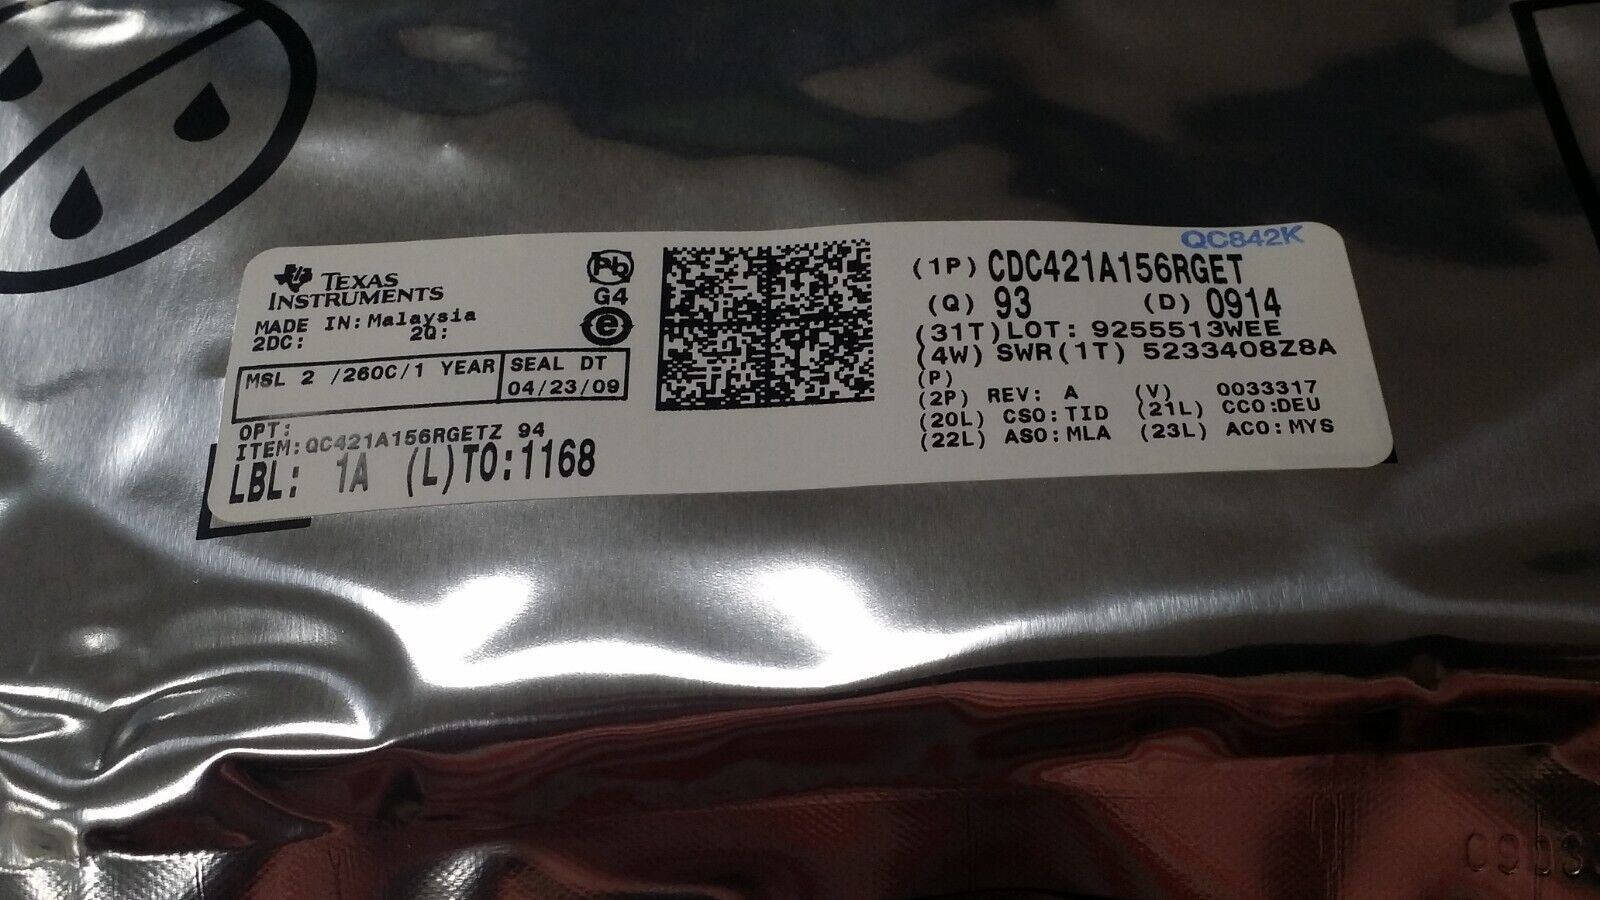 TEXAS
INSTRUMENTS
MADE IN: Malaysia
2DC: 2Q:
MSL 2 /260C/1 YEAR
SEAL DT
04/23/09
OPT:
ITEM: QC421A156RGETZ 94
LBL: 1A (L)TO:1168
Pb
G4
e
QC842K
(1P) CDC421A156RGET
(Q) 93 (D) 0914
(31T)LOT: 9255513WEE
(4W) SWR(1T) 5233408Z8A
(P)
(2P) REV: A (V) 0033317
(20L) CSO:TID (21L) CCO:DEU
(22L) ASO:MLA (23L) ACO:MYS